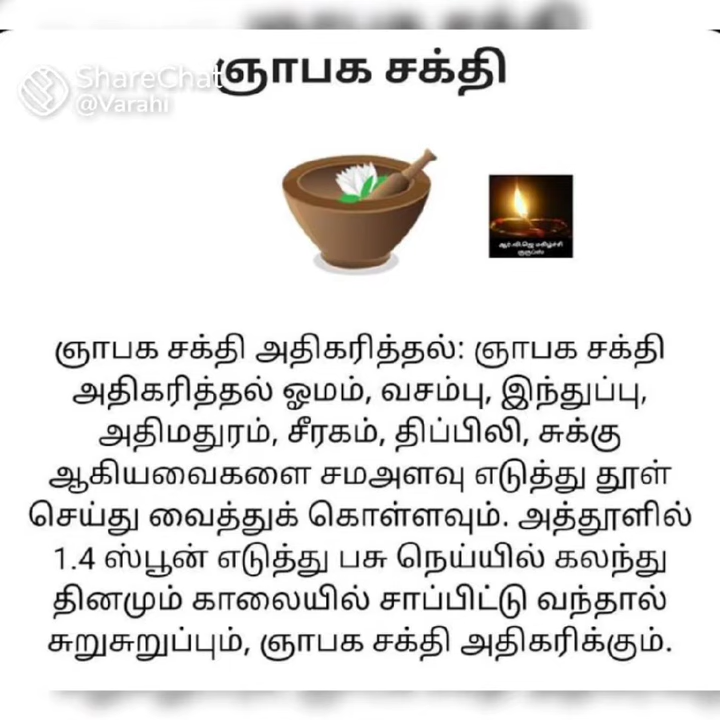 ஞாபக சக்தி
ShareChat
@Varahi
ஆர்.வி.ஜெ மகிழ்ச்சி
குரூப்ஸ்
ஞாபக சக்தி அதிகரித்தல்: ஞாபக சக்தி
அதிகரித்தல் ஓமம், வசம்பு, இந்துப்பு,
அதிமதுரம், சீரகம், திப்பிலி, சுக்கு
ஆகியவைகளை சமஅளவு எடுத்து தூள்
செய்து வைத்துக் கொள்ளவும். அத்தூளில்
1.4 ஸ்பூன் எடுத்து பசு நெய்யில் கலந்து
தினமும் காலையில் சாப்பிட்டு வந்தால்
சுறுசுறுப்பும், ஞாபக சக்தி அதிகரிக்கும்.